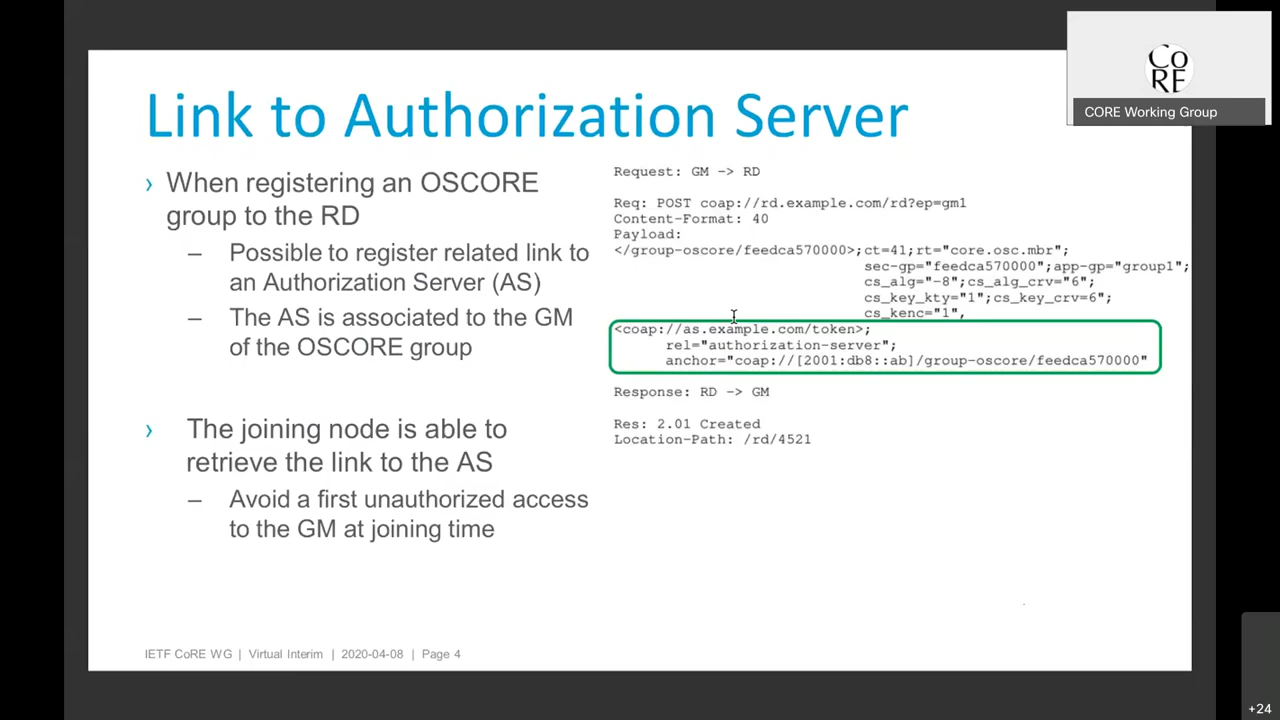 Link to Authorization Server
› When registering an OSCORE
group to the RD
– Possible to register related link to
an Authorization Server (AS)
– The AS is associated to the GM
of the OSCORE group
› The joining node is able to
retrieve the link to the AS
– Avoid a first unauthorized access
to the GM at joining time
Request: GM -> RD
Req: POST coap://rd.example.com/rd?ep=gm1
Content-Format: 40
Payload:
</group-oscore/feedca570000>;ct=41;rt="core.osc.mbr";
sec-gp="feedca570000";app-gp="group1";
cs_alg="-8";cs_alg_crv="6";
cs_key_kty="1";cs_key_crv=6";
cs_kenc="1",
<coap://as.example.com/token>;
rel="authorization-server";
anchor="coap://[2001:db8::ab]/group-oscore/feedca570000"
Response: RD -> GM
Res: 2.01 Created
Location-Path: /rd/4521
IETF CoRE WG | Virtual Interim | 2020-04-08 | Page 4
CoRE
CORE Working Group
+24